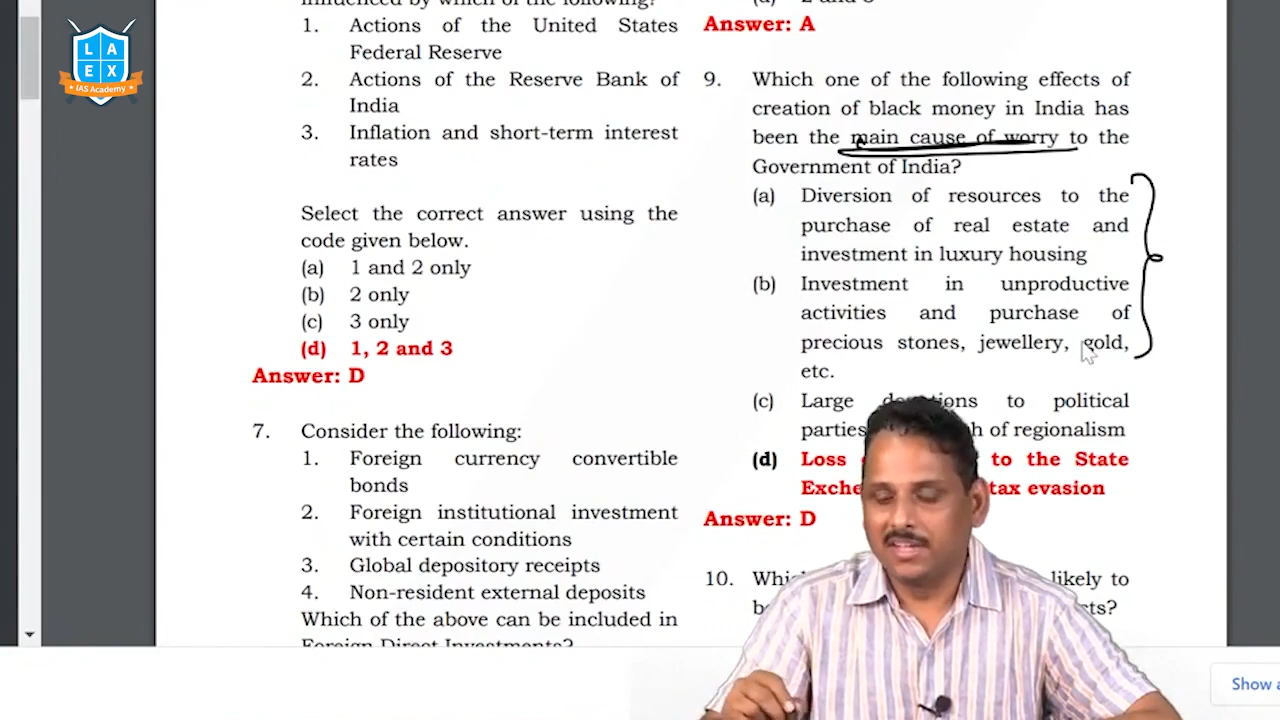 L A
E X
IAS Academy
influenced by which of the following?
1. Actions of the United States
Federal Reserve
2. Actions of the Reserve Bank of
India
3. Inflation and short-term interest
rates
Select the correct answer using the
code given below.
(a) 1 and 2 only
(b) 2 only
(c) 3 only
(d) 1, 2 and 3
Answer: D
7. Consider the following:
1. Foreign currency convertible
bonds
2. Foreign institutional investment
with certain conditions
3. Global depository receipts
4. Non-resident external deposits
Which of the above can be included in
Foreign Direct Investments?
Answer: A
9. Which one of the following effects of
creation of black money in India has
been the main cause of worry to the
Government of India?
(a) Diversion of resources to the
purchase of real estate and
investment in luxury housing
(b) Investment in unproductive
activities and purchase of
precious stones, jewellery, gold,
etc.
(c) Large donations to political
parties of regionalism
(d) Loss to the State
tax evasion
Answer: D
10. likely to
Show